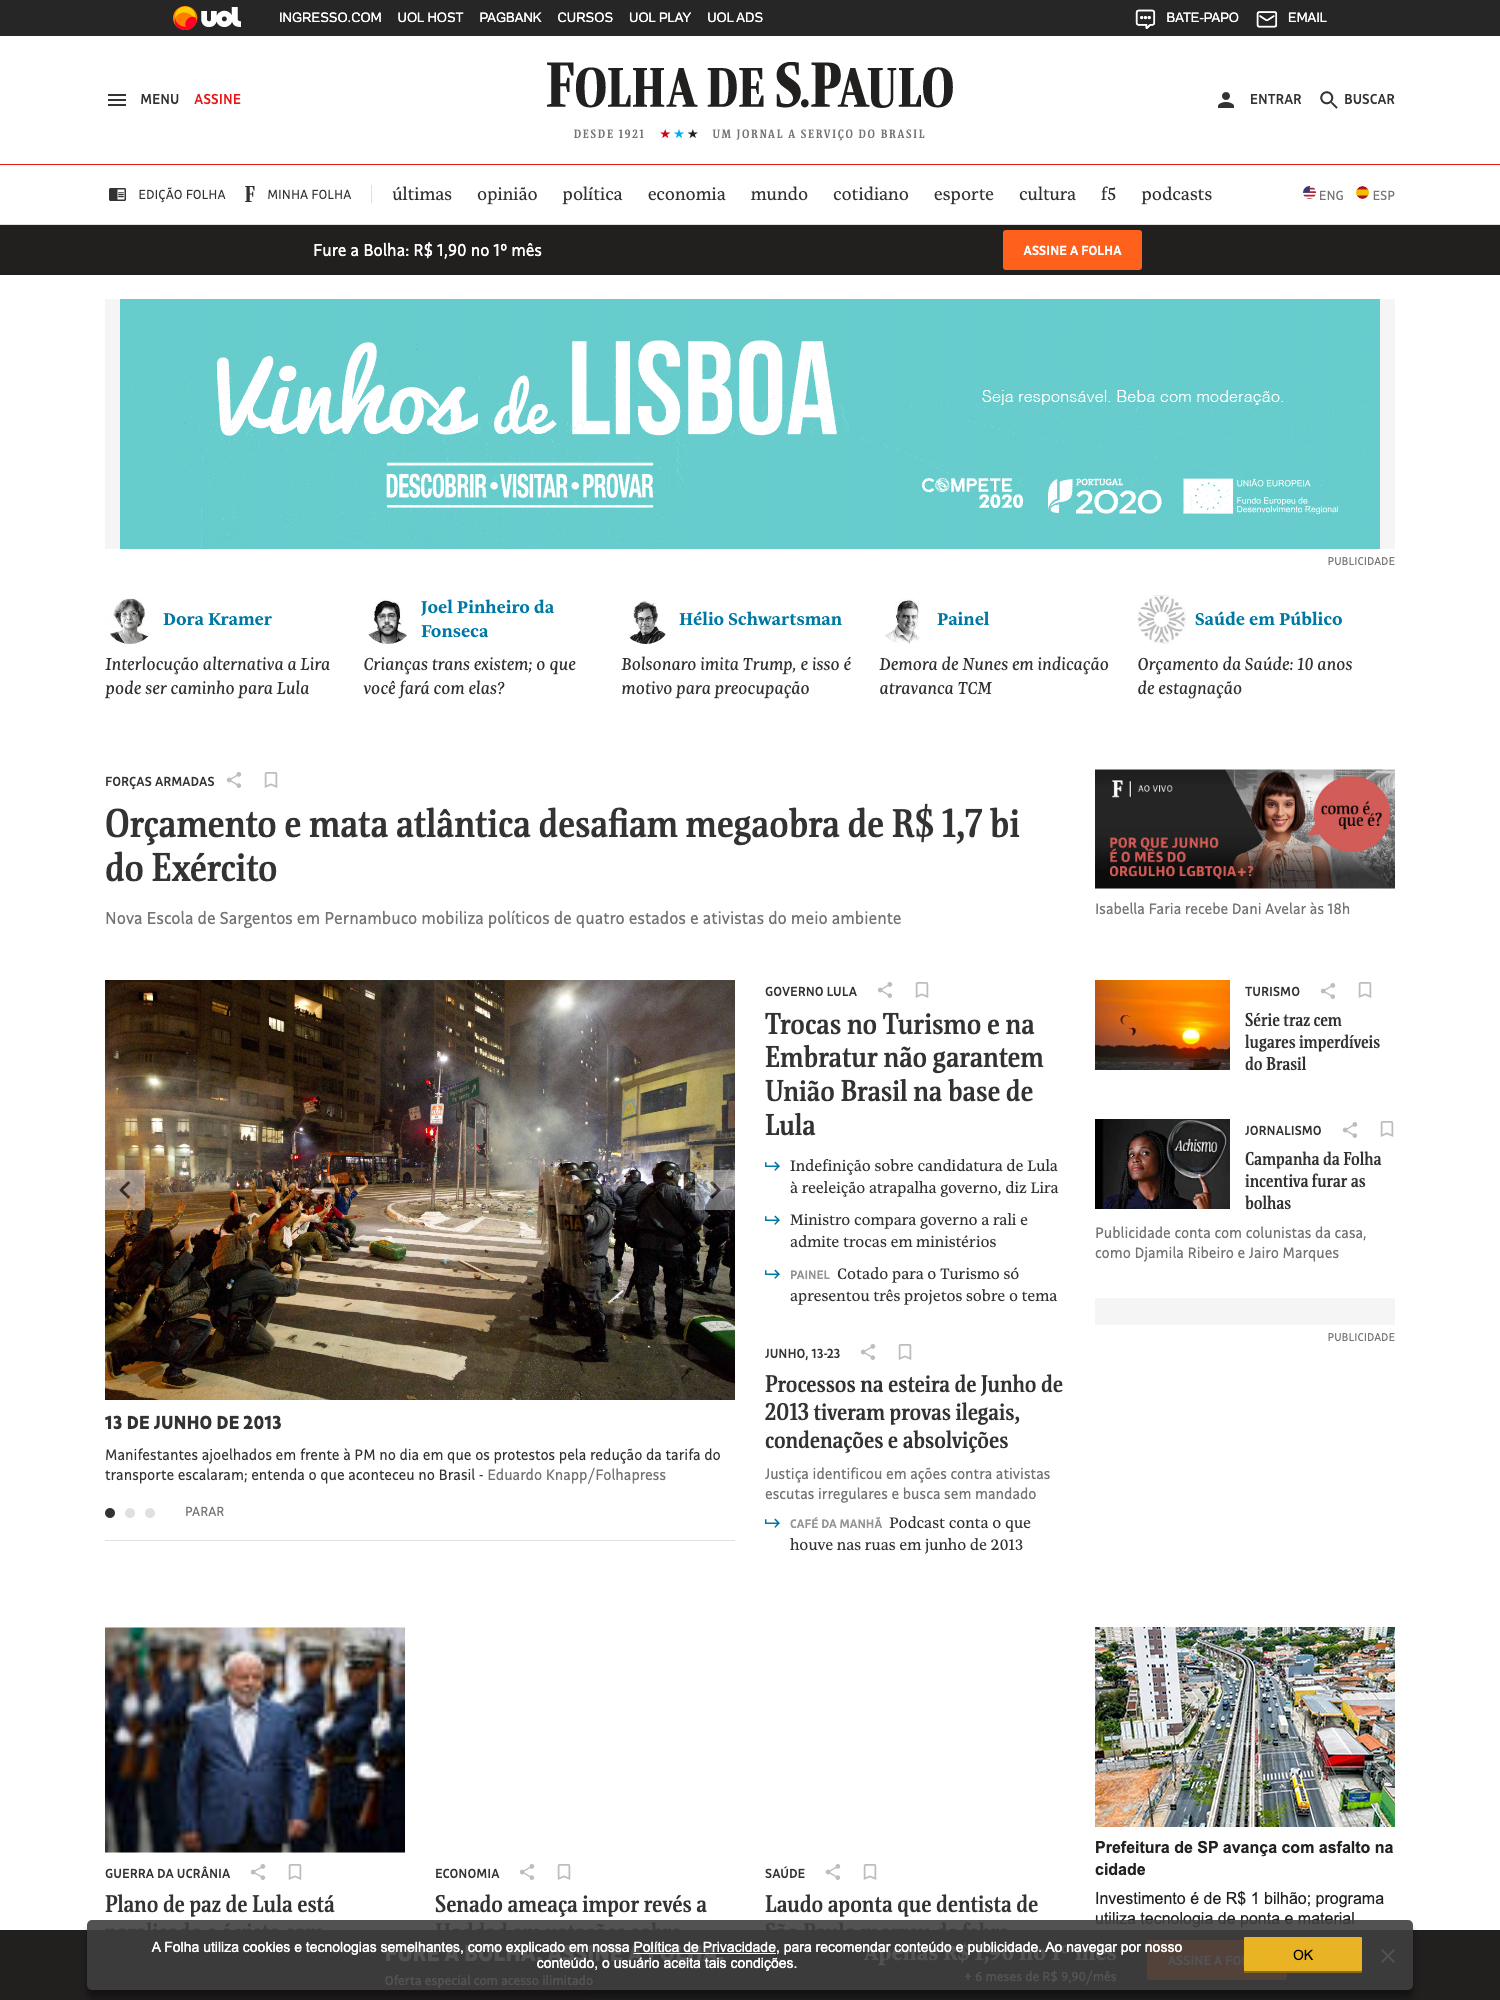 uol INGRESSO.COM UOL HOST PAGBANK CURSOS UOL PLAY UOL ADS BATE-PAPO EMAIL
MENU ASSINE
FOLHA DE S.PAULO
ENTRAR BUSCAR
DESDE 1921 ★★★ UM JORNAL A SERVIÇO DO BRASIL
EDIÇÃO FOLHA F MINHA FOLHA últimas opinião política economia mundo cotidiano esporte cultura f5 podcasts ENG ESP
Fure a Bolha: R$ 1,90 no 1º mês ASSINE A FOLHA
Vinhos de LISBOA
DESCOBRIR • VISITAR • PROVAR
Seja responsável. Beba com moderação.
COMPETE
2020
PORTUGAL
2020
UNIÃO EUROPEIA
Fundo Europeu de
Desenvolvimento Regional
PUBLICIDADE
Dora Kramer
Interlocução alternativa a Lira
pode ser caminho para Lula
Joel Pinheiro da
Fonseca
Crianças trans existem; o que
você fará com elas?
Hélio Schwartsman
Bolsonaro imita Trump, e isso é
motivo para preocupação
Painel
Demora de Nunes em indicação
atravanca TCM
Saúde em Público
Orçamento da Saúde: 10 anos
de estagnação
FORÇAS ARMADAS
Orçamento e mata atlântica desafiam megaobra de R$ 1,7 bi
do Exército
Nova Escola de Sargentos em Pernambuco mobiliza políticos de quatro estados e ativistas do meio ambiente
F | AO VIVO
como é
que é?
POR QUE JUNHO
É O MÊS DO
ORGULHO LGBTQIA+?
Isabella Faria recebe Dani Avelar às 18h
13 DE JUNHO DE 2013
Manifestantes ajoelhados em frente à PM no dia em que os protestos pela redução da tarifa do
transporte escalaram; entenda o que aconteceu no Brasil - Eduardo Knapp/Folhapress
PARAR
GOVERNO LULA
Trocas no Turismo e na
Embratur não garantem
União Brasil na base de
Lula
Indefinição sobre candidatura de Lula
à reeleição atrapalha governo, diz Lira
Ministro compara governo a rali e
admite trocas em ministérios
PAINEL Cotado para o Turismo só
apresentou três projetos sobre o tema
JUNHO, 13-23
Processos na esteira de Junho de
2013 tiveram provas ilegais,
condenações e absolvições
Justiça identificou em ações contra ativistas
escutas irregulares e busca sem mandado
CAFÉ DA MANHÃ Podcast conta o que
houve nas ruas em junho de 2013
TURISMO
Série traz cem
lugares imperdíveis
do Brasil
Achismo
JORNALISMO
Campanha da Folha
incentiva furar as
bolhas
Publicidade conta com colunistas da casa,
como Djamila Ribeiro e Jairo Marques
PUBLICIDADE
GUERRA DA UCRÂNIA
Plano de paz de Lula está
ECONOMIA
Senado ameaça impor revés a
SAÚDE
Laudo aponta que dentista de
Prefeitura de SP avança com asfalto na
cidade
Investimento é de R$ 1 bilhão; programa
utiliza tecnologia de ponta e material
A Folha utiliza cookies e tecnologias semelhantes, como explicado em nossa Política de Privacidade, para recomendar conteúdo e publicidade. Ao navegar por nosso
conteúdo, o usuário aceita tais condições.
OK
Oferta especial com acesso ilimitado
Apenas R$ 1,90 no 1º mês
+ 6 meses de R$ 9,90/mês
ASSINE A FO